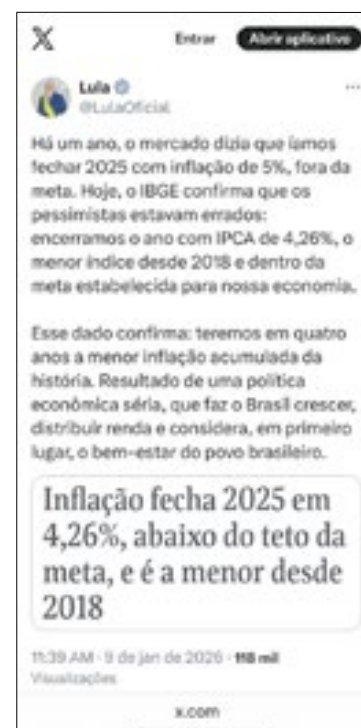 X
Entrar
Abrir aplicativo
Lula
@LulaOficial
Há um ano, o mercado dizia que íamos
fechar 2025 com inflação de 5%, fora da
meta. Hoje, o IBGE confirma que os
pessimistas estavam errados:
encerramos o ano com IPCA de 4,26%, o
menor índice desde 2018 e dentro da
meta estabelecida para nossa economia.
Esse dado confirma: teremos em quatro
anos a menor inflação acumulada da
história. Resultado de uma política
econômica séria, que faz o Brasil crescer,
distribuir renda e considera, em primeiro
lugar, o bem-estar do povo brasileiro.
Inflação fecha 2025 em
4,26%, abaixo do teto da
meta, e é a menor desde
2018
11:39 AM · 9 de jan de 2026 · 118 mil
Visualizações
x.com